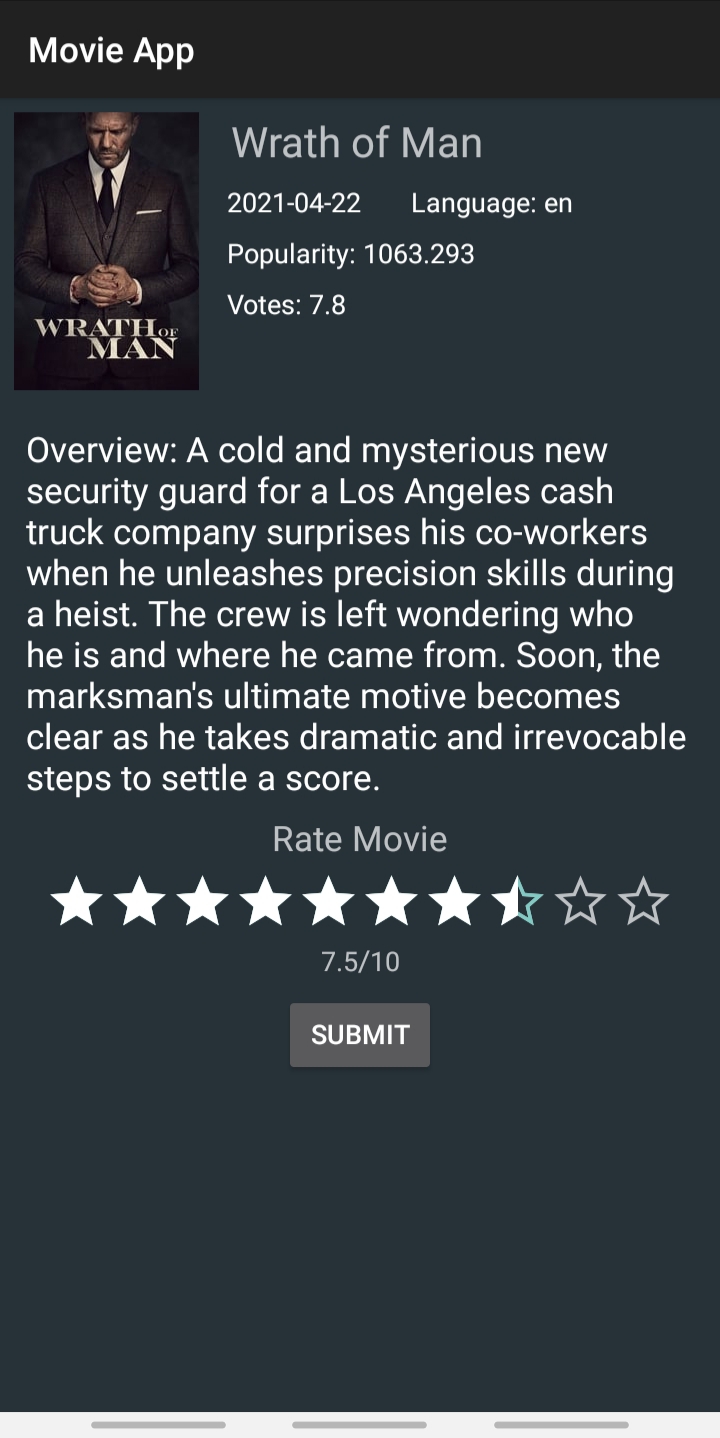 Movie App
WRATH OF
MAN
Wrath of Man
2021-04-22 Language: en
Popularity: 1063.293
Votes: 7.8
Overview: A cold and mysterious new
security guard for a Los Angeles cash
truck company surprises his co-workers
when he unleashes precision skills during
a heist. The crew is left wondering who
he is and where he came from. Soon, the
marksman's ultimate motive becomes
clear as he takes dramatic and irrevocable
steps to settle a score.
Rate Movie
7.5/10
SUBMIT